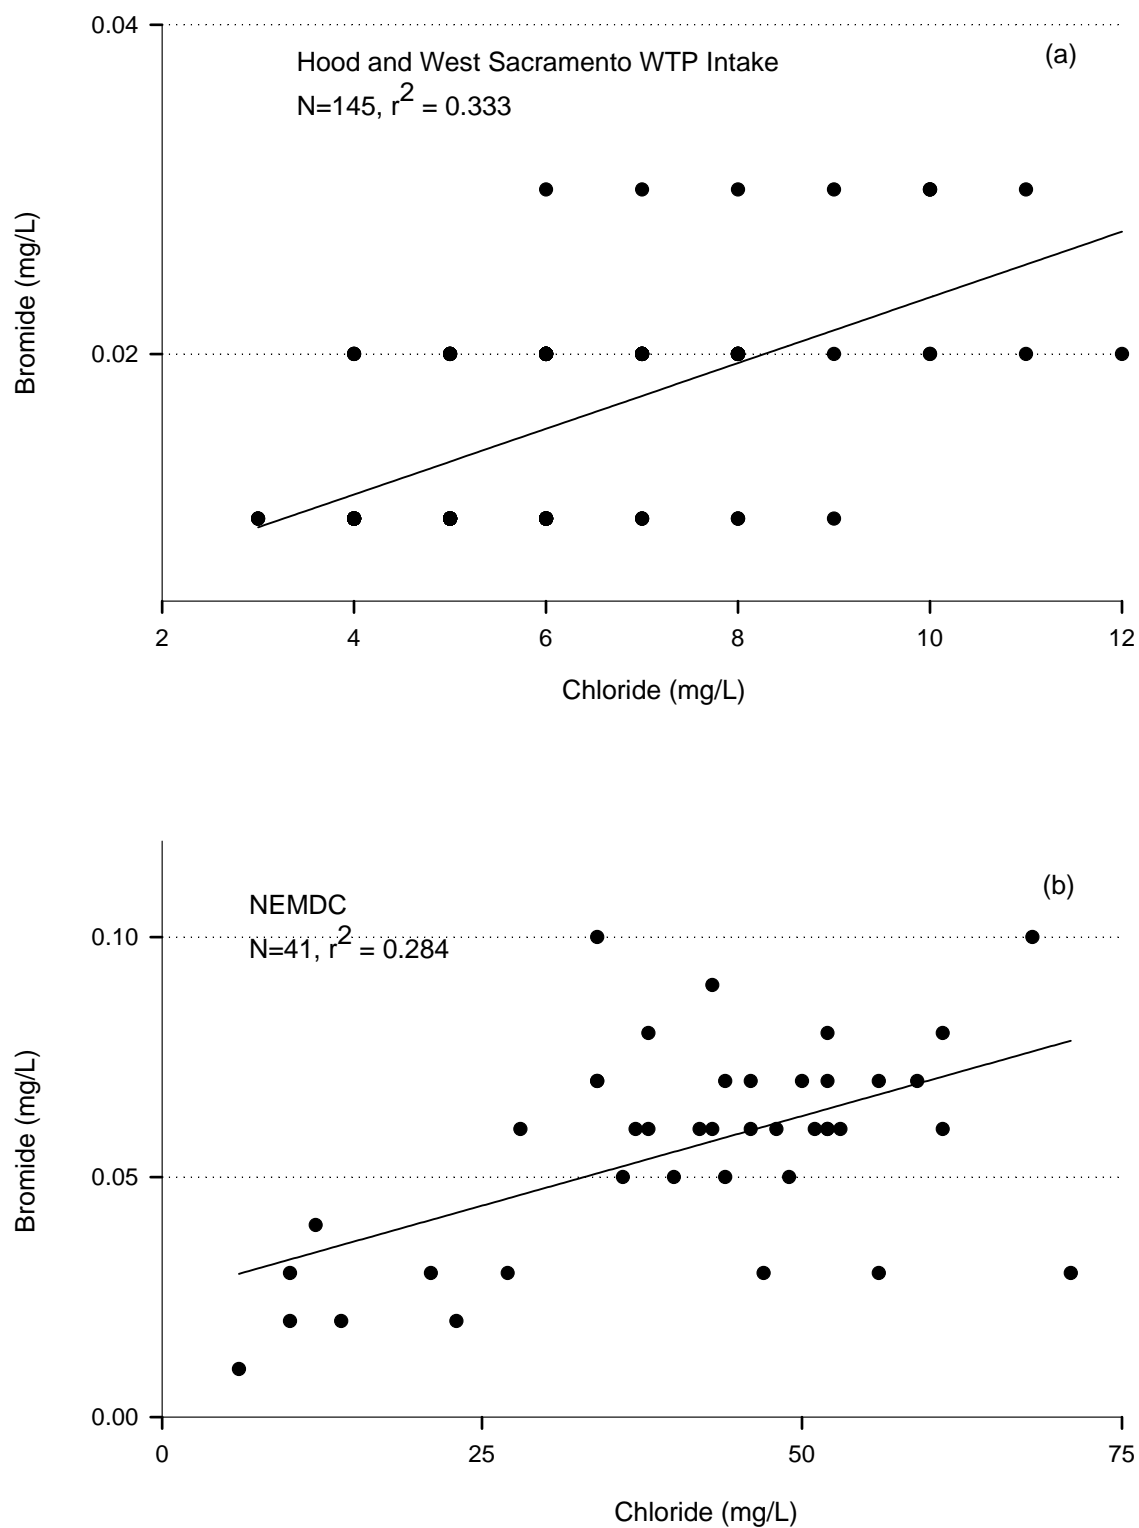 0.04
Hood and West Sacramento WTP Intake
(a)
N=145, r2 = 0.333
Bromide (mg/L)
0.02
2
4
6
8
10
12
Chloride (mg/L)
NEMDC
(b)
0.10
N=41, r2 = 0.284
Bromide (mg/L)
0.05
0.00
0
25
50
75
Chloride (mg/L)